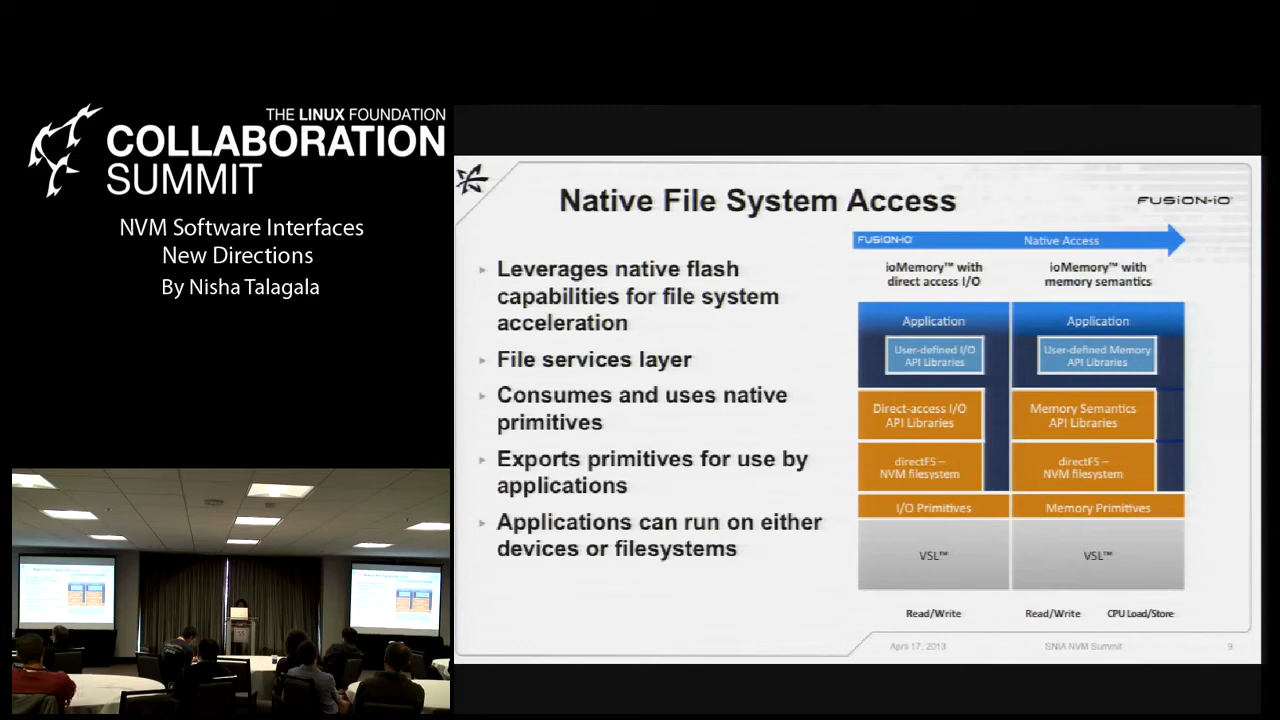 THE LINUX FOUNDATION
COLLABORATION
SUMMIT
NVM Software Interfaces
New Directions
By Nisha Talagala
Native File System Access
FUSION-iO
Leverages native flash
capabilities for file system
acceleration
File services layer
Consumes and uses native
primitives
Exports primitives for use by
applications
Applications can run on either
devices or filesystems
FUSION-iO Native Access
ioMemory™ with
direct access I/O
ioMemory™ with
memory semantics
Application
User-defined I/O
API Libraries
Direct-access I/O
API Libraries
directFS –
NVM filesystem
I/O Primitives
VSL™
Read/Write
Application
User-defined Memory
API Libraries
Memory Semantics
API Libraries
directFS –
NVM filesystem
Memory Primitives
VSL™
Read/Write CPU Load/Store
April 17, 2013 SNIA NVM Summit 9